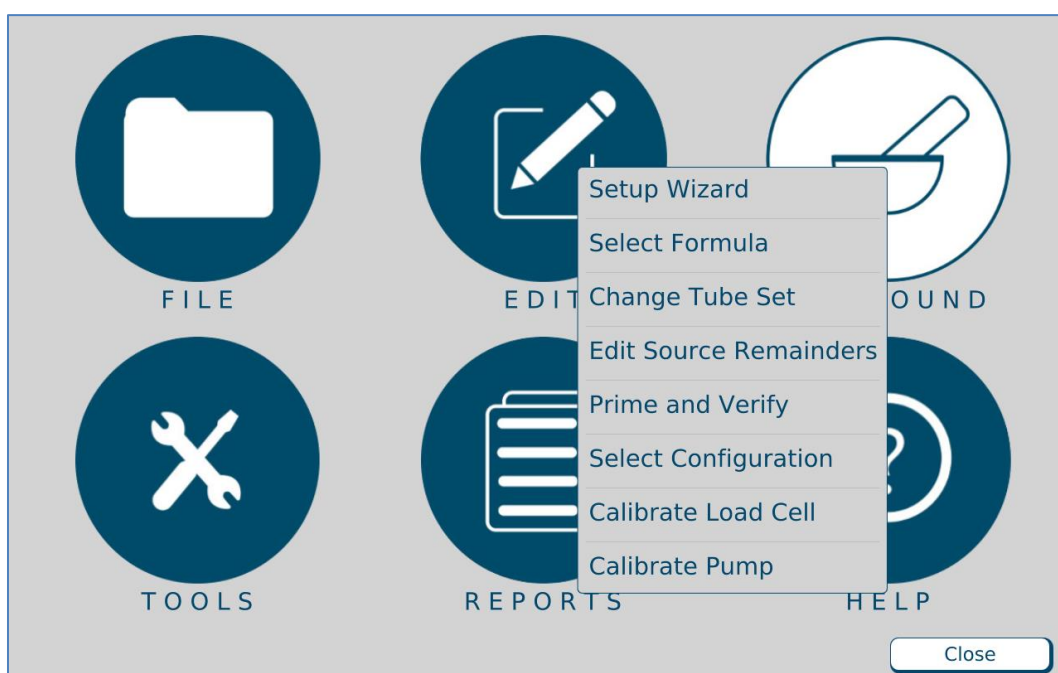 FILE
EDIT
OUND
Setup Wizard
Select Formula
Change Tube Set
Edit Source Remainders
Prime and Verify
Select Configuration
Calibrate Load Cell
Calibrate Pump
TOOLS
REPORTS
HELP
Close